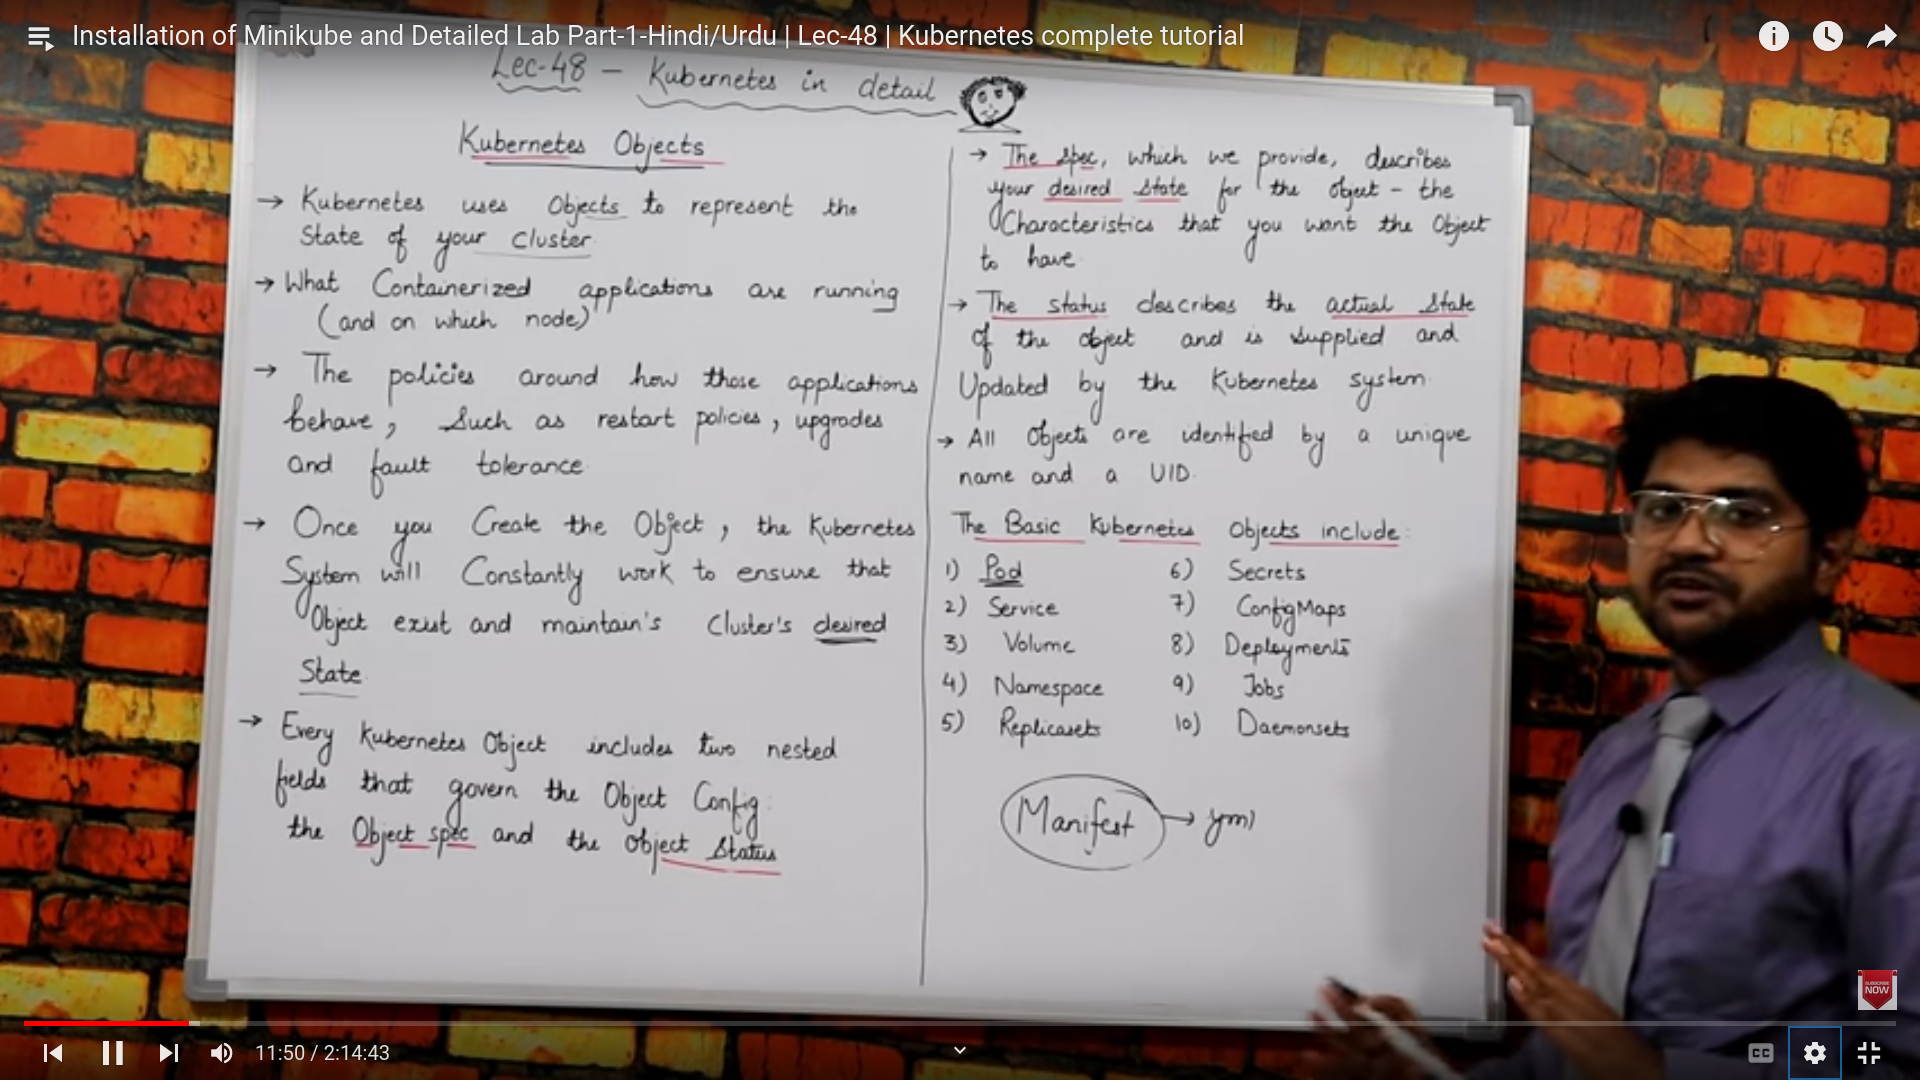 Installation of Minikube and Detailed Lab Part-1-Hindi/Urdu | Lec-48 | Kubernetes complete tutorial
Lec-48 – Kubernetes in detail
Kubernetes Objects
→ Kubernetes uses Objects to represent the
State of your Cluster.
→ What Containerized applications are running
(and on which node)
→ The policies around how those applications
behave, Such as restart policies, upgrades
and fault tolerance.
→ Once you Create the Object, the Kubernetes
System will Constantly work to ensure that
Object exist and maintain's Cluster's desired
State.
→ Every Kubernetes Object includes two nested
fields that govern the Object Config:
the Object spec and the Object Status
→ The Spec, which we provide, describes
your desired State for the object - the
Characteristics that you want the Object
to have.
→ The status describes the actual State
of the object and is Supplied and
Updated by the Kubernetes system.
→ All Objects are identified by a unique
name and a UID.
The Basic Kubernetes Objects include:
1) Pod
2) Service
3) Volume
4) Namespace
5) Replicasets
6) Secrets
7) ConfigMaps
8) Deployments
9) Jobs
10) Daemonsets
Manifest → yml
SUBSCRIBE
NOW
11:50 / 2:14:43
CC